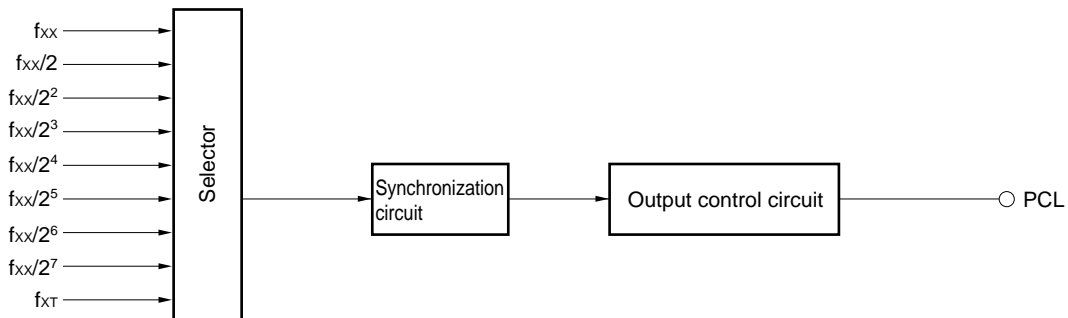 fxx
fxx/2
fxx/2²
fxx/2³
fxx/2⁴
fxx/2⁵
fxx/2⁶
fxx/2⁷
fxT
Selector
Synchronization
circuit
Output control circuit
PCL